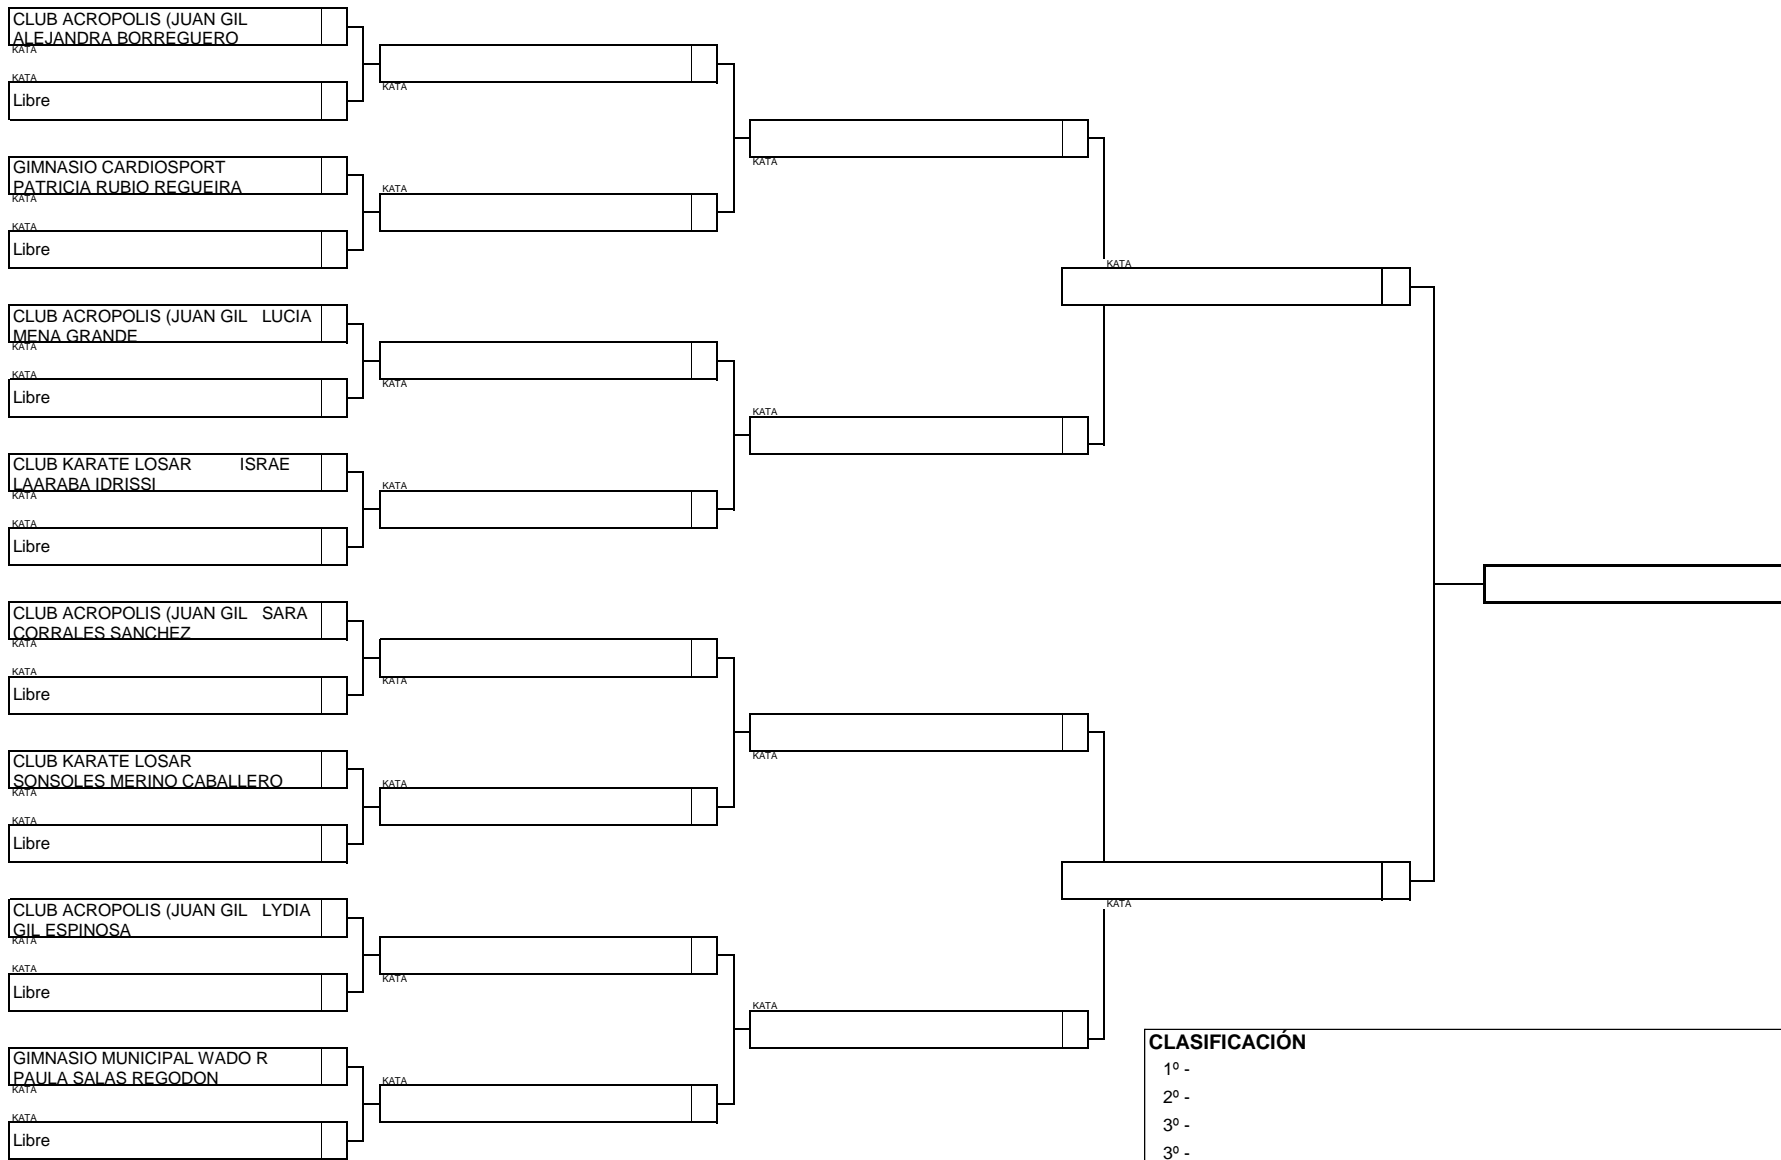 CLUB ACROPOLIS (JUAN GIL
ALEJANDRA BORREGUERO
KATA
KATA
Libre
GIMNASIO CARDIOSPORT
PATRICIA RUBIO REGUEIRA
KATA
KATA
Libre
CLUB ACROPOLIS (JUAN GIL LUCIA
MENA GRANDE
KATA
KATA
Libre
CLUB KARATE LOSAR ISRAE
LAARABA IDRISSI
KATA
KATA
Libre
CLUB ACROPOLIS (JUAN GIL SARA
CORRALES SANCHEZ
KATA
KATA
Libre
CLUB KARATE LOSAR
SONSOLES MERINO CABALLERO
KATA
KATA
Libre
CLUB ACROPOLIS (JUAN GIL LYDIA
GIL ESPINOSA
KATA
KATA
Libre
GIMNASIO MUNICIPAL WADO R
PAULA SALAS REGODON
KATA
KATA
Libre
KATA
KATA
KATA
KATA
KATA
KATA
KATA
KATA
KATA
KATA
KATA
KATA
KATA
KATA
CLASIFICACIÓN
1º -
2º -
3º -
3º -